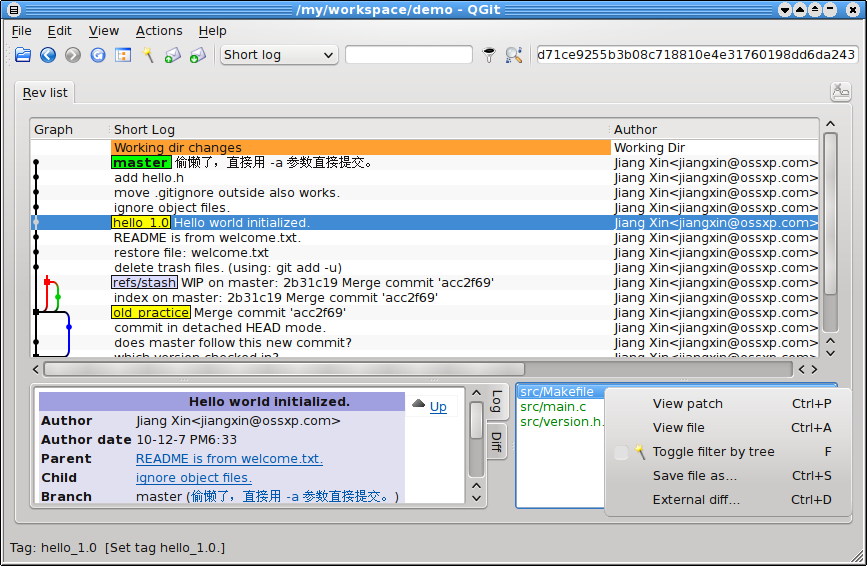 /my/workspace/demo - QGit
File Edit View Actions Help
Short log d71ce9255b3b08c718810e4e31760198dd6da243
Rev list
Graph Short Log Author
Working dir changes Working Dir
master 偷懒了，直接用 -a 参数直接提交。 Jiang Xin<jiangxin@ossxp.com>
add hello.h Jiang Xin<jiangxin@ossxp.com>
move .gitignore outside also works. Jiang Xin<jiangxin@ossxp.com>
ignore object files. Jiang Xin<jiangxin@ossxp.com>
hello_1.0 Hello world initialized. Jiang Xin<jiangxin@ossxp.com>
README is from welcome.txt. Jiang Xin<jiangxin@ossxp.com>
restore file: welcome.txt Jiang Xin<jiangxin@ossxp.com>
delete trash files. (using: git add -u) Jiang Xin<jiangxin@ossxp.com>
refs/stash WIP on master: 2b31c19 Merge commit 'acc2f69' Jiang Xin<jiangxin@ossxp.com>
index on master: 2b31c19 Merge commit 'acc2f69' Jiang Xin<jiangxin@ossxp.com>
old_practice Merge commit 'acc2f69' Jiang Xin<jiangxin@ossxp.com>
commit in detached HEAD mode. Jiang Xin<jiangxin@ossxp.com>
does master follow this new commit? Jiang Xin<jiangxin@ossxp.com>
which version checked in? Jiang Xin<jiangxin@ossxp.com>
Hello world initialized.
Up
Author Jiang Xin<jiangxin@ossxp.com>
Author date 10-12-7 PM6:33
Parent README is from welcome.txt.
Child ignore object files.
Branch master (偷懒了，直接用 -a 参数直接提交。)
Log
Diff
src/Makefile
src/main.c
src/version.h.
View patch Ctrl+P
View file Ctrl+A
Toggle filter by tree F
Save file as... Ctrl+S
External diff... Ctrl+D
Tag: hello_1.0 [Set tag hello_1.0.]